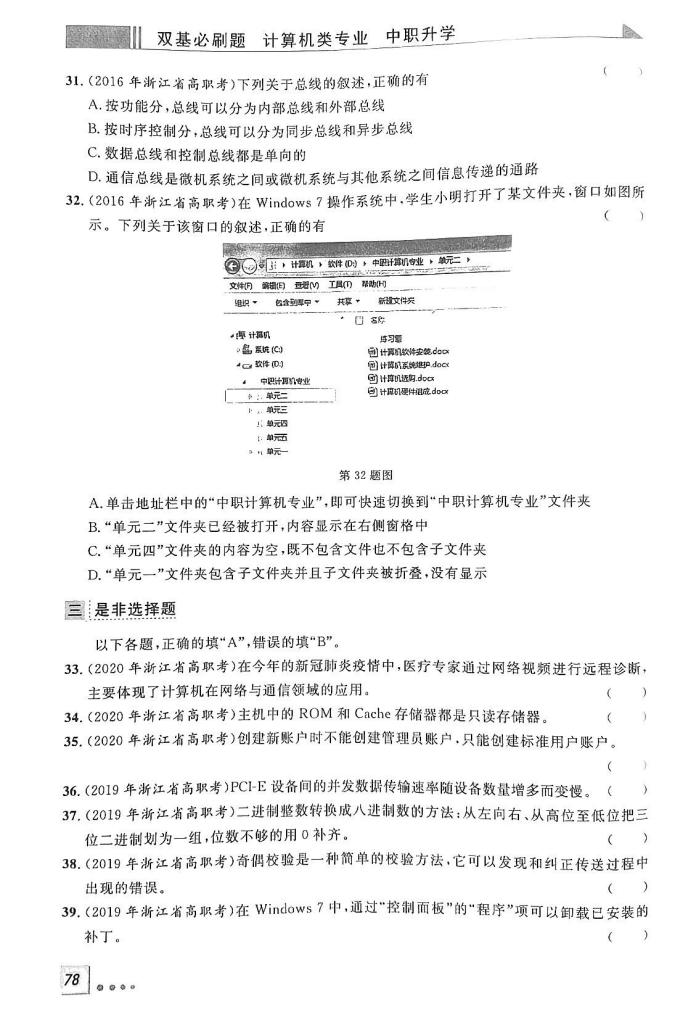 双基必刷题 计算机类专业 中职升学
31.(2016年浙江省高职考)下列关于总线的叙述,正确的有 ( )
A.按功能分,总线可以分为内部总线和外部总线
B.按时序控制分,总线可以分为同步总线和异步总线
C.数据总线和控制总线都是单向的
D.通信总线是微机系统之间或微机系统与其他系统之间信息传递的通路
32.(2016年浙江省高职考)在Windows 7操作系统中,学生小明打开了某文件夹,窗口如图所
示。下列关于该窗口的叙述,正确的有 ( )
计算机 软件 (D:) 中职计算机专业 单元二
文件(F) 编辑(E) 查看(V) 工具(T) 帮助(H)
组织 包含到库中 共享 新建文件夹
名称
计算机
练习题
系统 (C:)
计算机软件安装.docx
软件 (D:)
计算机系统维护.docx
中职计算机专业
计算机选购.docx
单元二
计算机硬件组成.docx
单元三
单元四
单元五
单元一
第32题图
A.单击地址栏中的“中职计算机专业”,即可快速切换到“中职计算机专业”文件夹
B.“单元二”文件夹已经被打开,内容显示在右侧窗格中
C.“单元四”文件夹的内容为空,既不包含文件也不包含子文件夹
D.“单元一”文件夹包含子文件夹并且子文件夹被折叠,没有显示
三 是非选择题
以下各题,正确的填“A”,错误的填“B”。
33.(2020年浙江省高职考)在今年的新冠肺炎疫情中,医疗专家通过网络视频进行远程诊断,
主要体现了计算机在网络与通信领域的应用。 ( )
34.(2020年浙江省高职考)主机中的ROM和Cache存储器都是只读存储器。 ( )
35.(2020年浙江省高职考)创建新账户时不能创建管理员账户,只能创建标准用户账户。
( )
36.(2019年浙江省高职考)PCI-E设备间的并发数据传输速率随设备数量增多而变慢。 ( )
37.(2019年浙江省高职考)二进制整数转换成八进制数的方法:从左向右、从高位至低位把三
位二进制划为一组,位数不够的用0补齐。 ( )
38.(2019年浙江省高职考)奇偶校验是一种简单的校验方法,它可以发现和纠正传送过程中
出现的错误。 ( )
39.(2019年浙江省高职考)在Windows 7中,通过“控制面板”的“程序”项可以卸载已安装的
补丁。 ( )
78